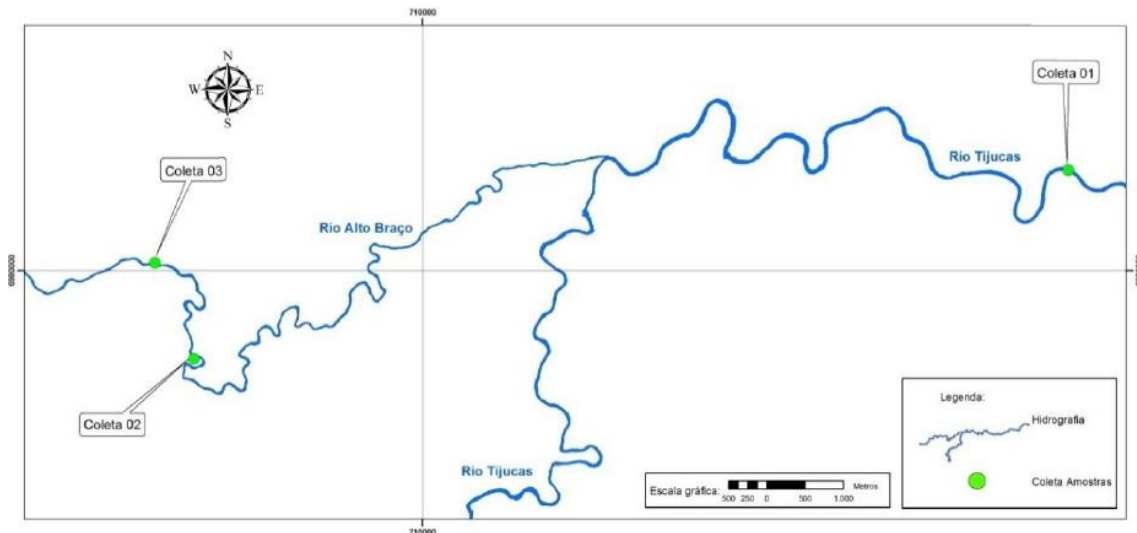 710000
N
W E
S
Coleta 01
Rio Tijucas
Coleta 03
Rio Alto Braço
6980000
Coleta 02
Rio Tijucas
Legenda:
Hidrografia
Coleta Amostras
Escala gráfica:
Metros
500 250 0 500 1.000
710000